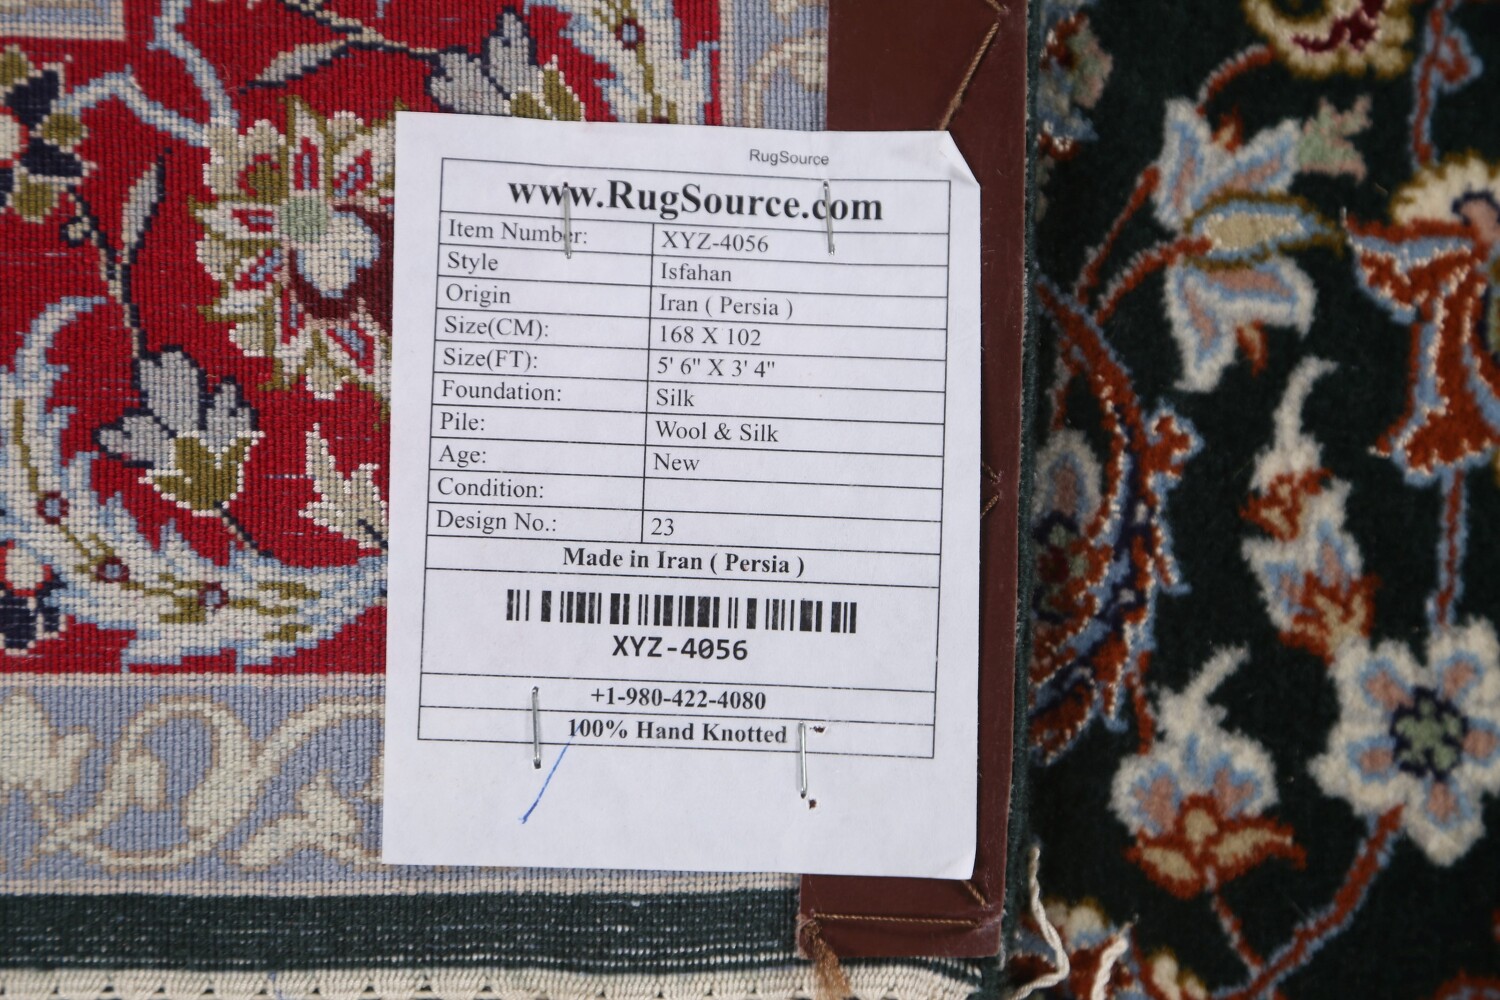 RugSource
www.RugSource.com
Item Number: XYZ-4056
Style Isfahan
Origin Iran ( Persia )
Size(CM): 168 X 102
Size(FT): 5' 6" X 3' 4"
Foundation: Silk
Pile: Wool & Silk
Age: New
Condition:
Design No.: 23
Made in Iran ( Persia )
XYZ-4056
+1-980-422-4080
100% Hand Knotted